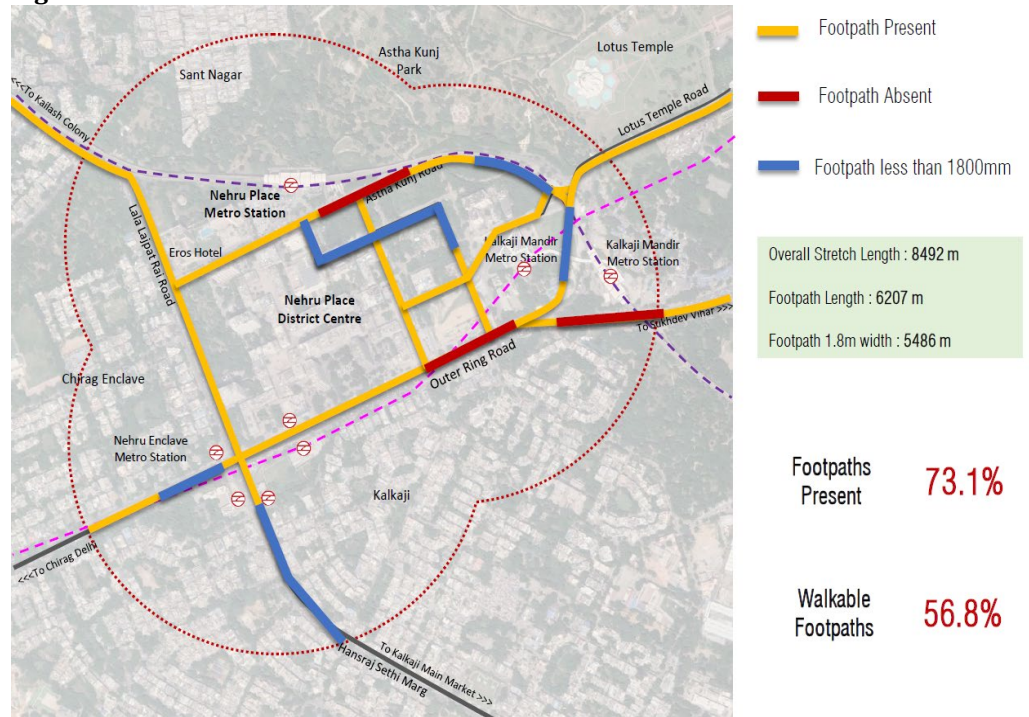 Sant Nagar
Astha Kunj
Park
Lotus Temple
<<<To Kailash Colony
Lotus Temple Road
Nehru Place
Metro Station
Astha Kunj Road
Lala Lajpat Rai Road
Eros Hotel
Kalkaji Mandir
Metro Station
Kalkaji Mandir
Metro Station
Nehru Place
District Centre
To Sukhdev Vihar >>>
Outer Ring Road
Chirag Enclave
Nehru Enclave
Metro Station
Kalkaji
<<<To Chirag Delhi
To Kalkaji Main Market >>>
Hansraj Sethi Marg
Footpath Present
Footpath Absent
Footpath less than 1800mm
Overall Stretch Length : 8492 m
Footpath Length : 6207 m
Footpath 1.8m width : 5486 m
Footpaths
Present
73.1%
Walkable
Footpaths
56.8%